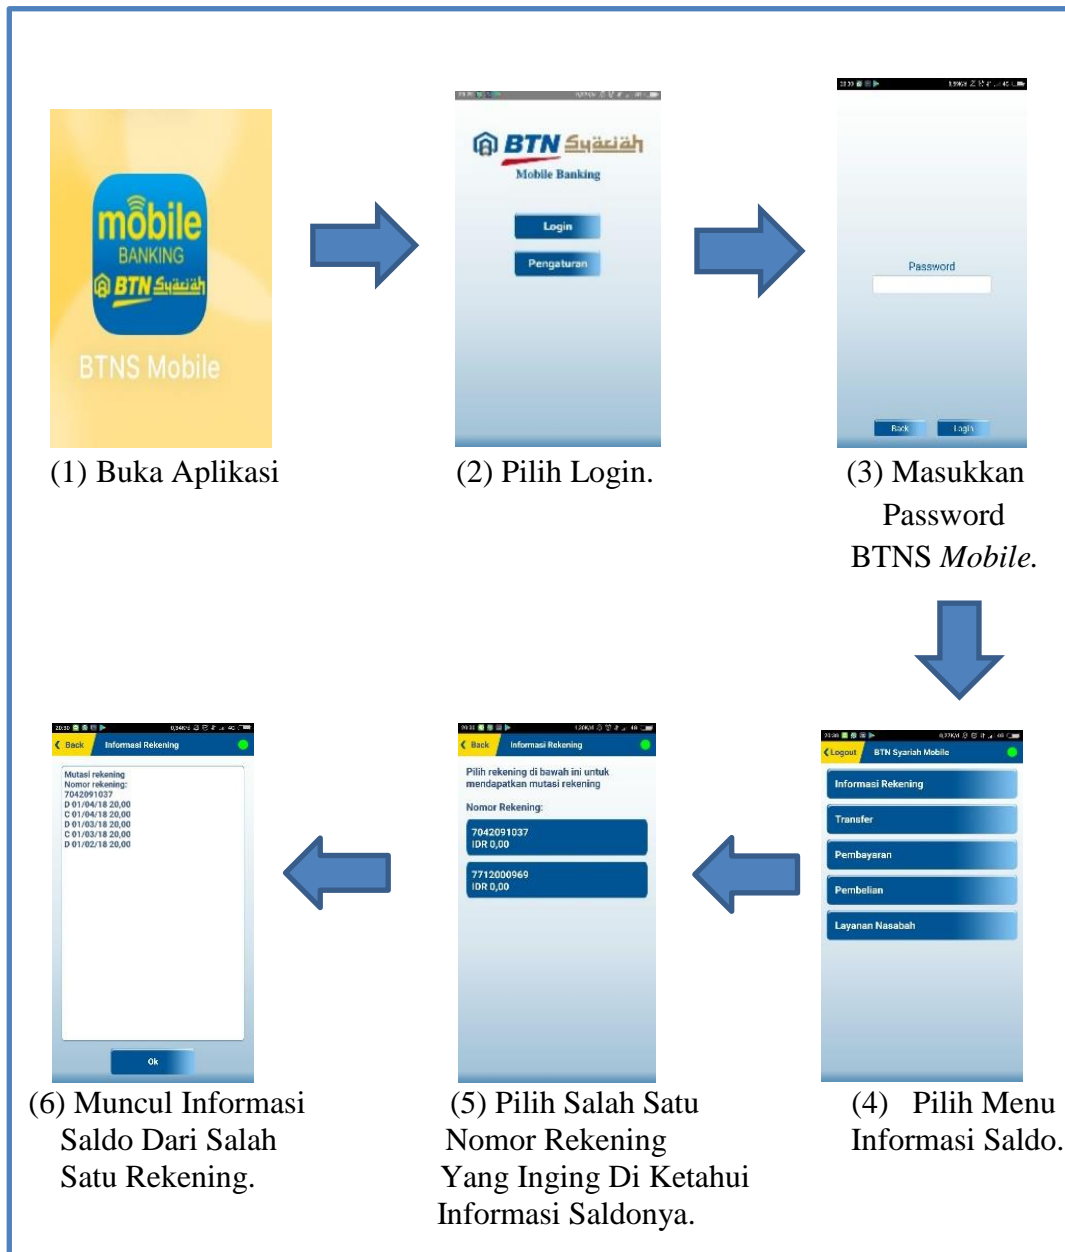 mobile
BANKING
BTN Syariah
BTNS Mobile
(1) Buka Aplikasi
BTN Syariah
Mobile Banking
Login
Pengaturan
(2) Pilih Login.
Password
Back Login
(3) Masukkan
Password
BTNS Mobile.
20:30
Logout BTN Syariah Mobile
Informasi Rekening
Transfer
Pembayaran
Pembelian
Layanan Nasabah
(4) Pilih Menu
Informasi Saldo.
Back Informasi Rekening
Pilih rekening di bawah ini untuk
mendapatkan mutasi rekening
Nomor Rekening:
7042091037
IDR 0,00
7712000969
IDR 0,00
(5) Pilih Salah Satu
Nomor Rekening
Yang Inging Di Ketahui
Informasi Saldonya.
20:30
Back Informasi Rekening
Mutasi rekening
Nomor rekening:
7042091037
D 01/04/18 20,00
C 01/04/18 20,00
D 01/03/18 20,00
C 01/03/18 20,00
D 01/02/18 20,00
Ok
(6) Muncul Informasi
Saldo Dari Salah
Satu Rekening.